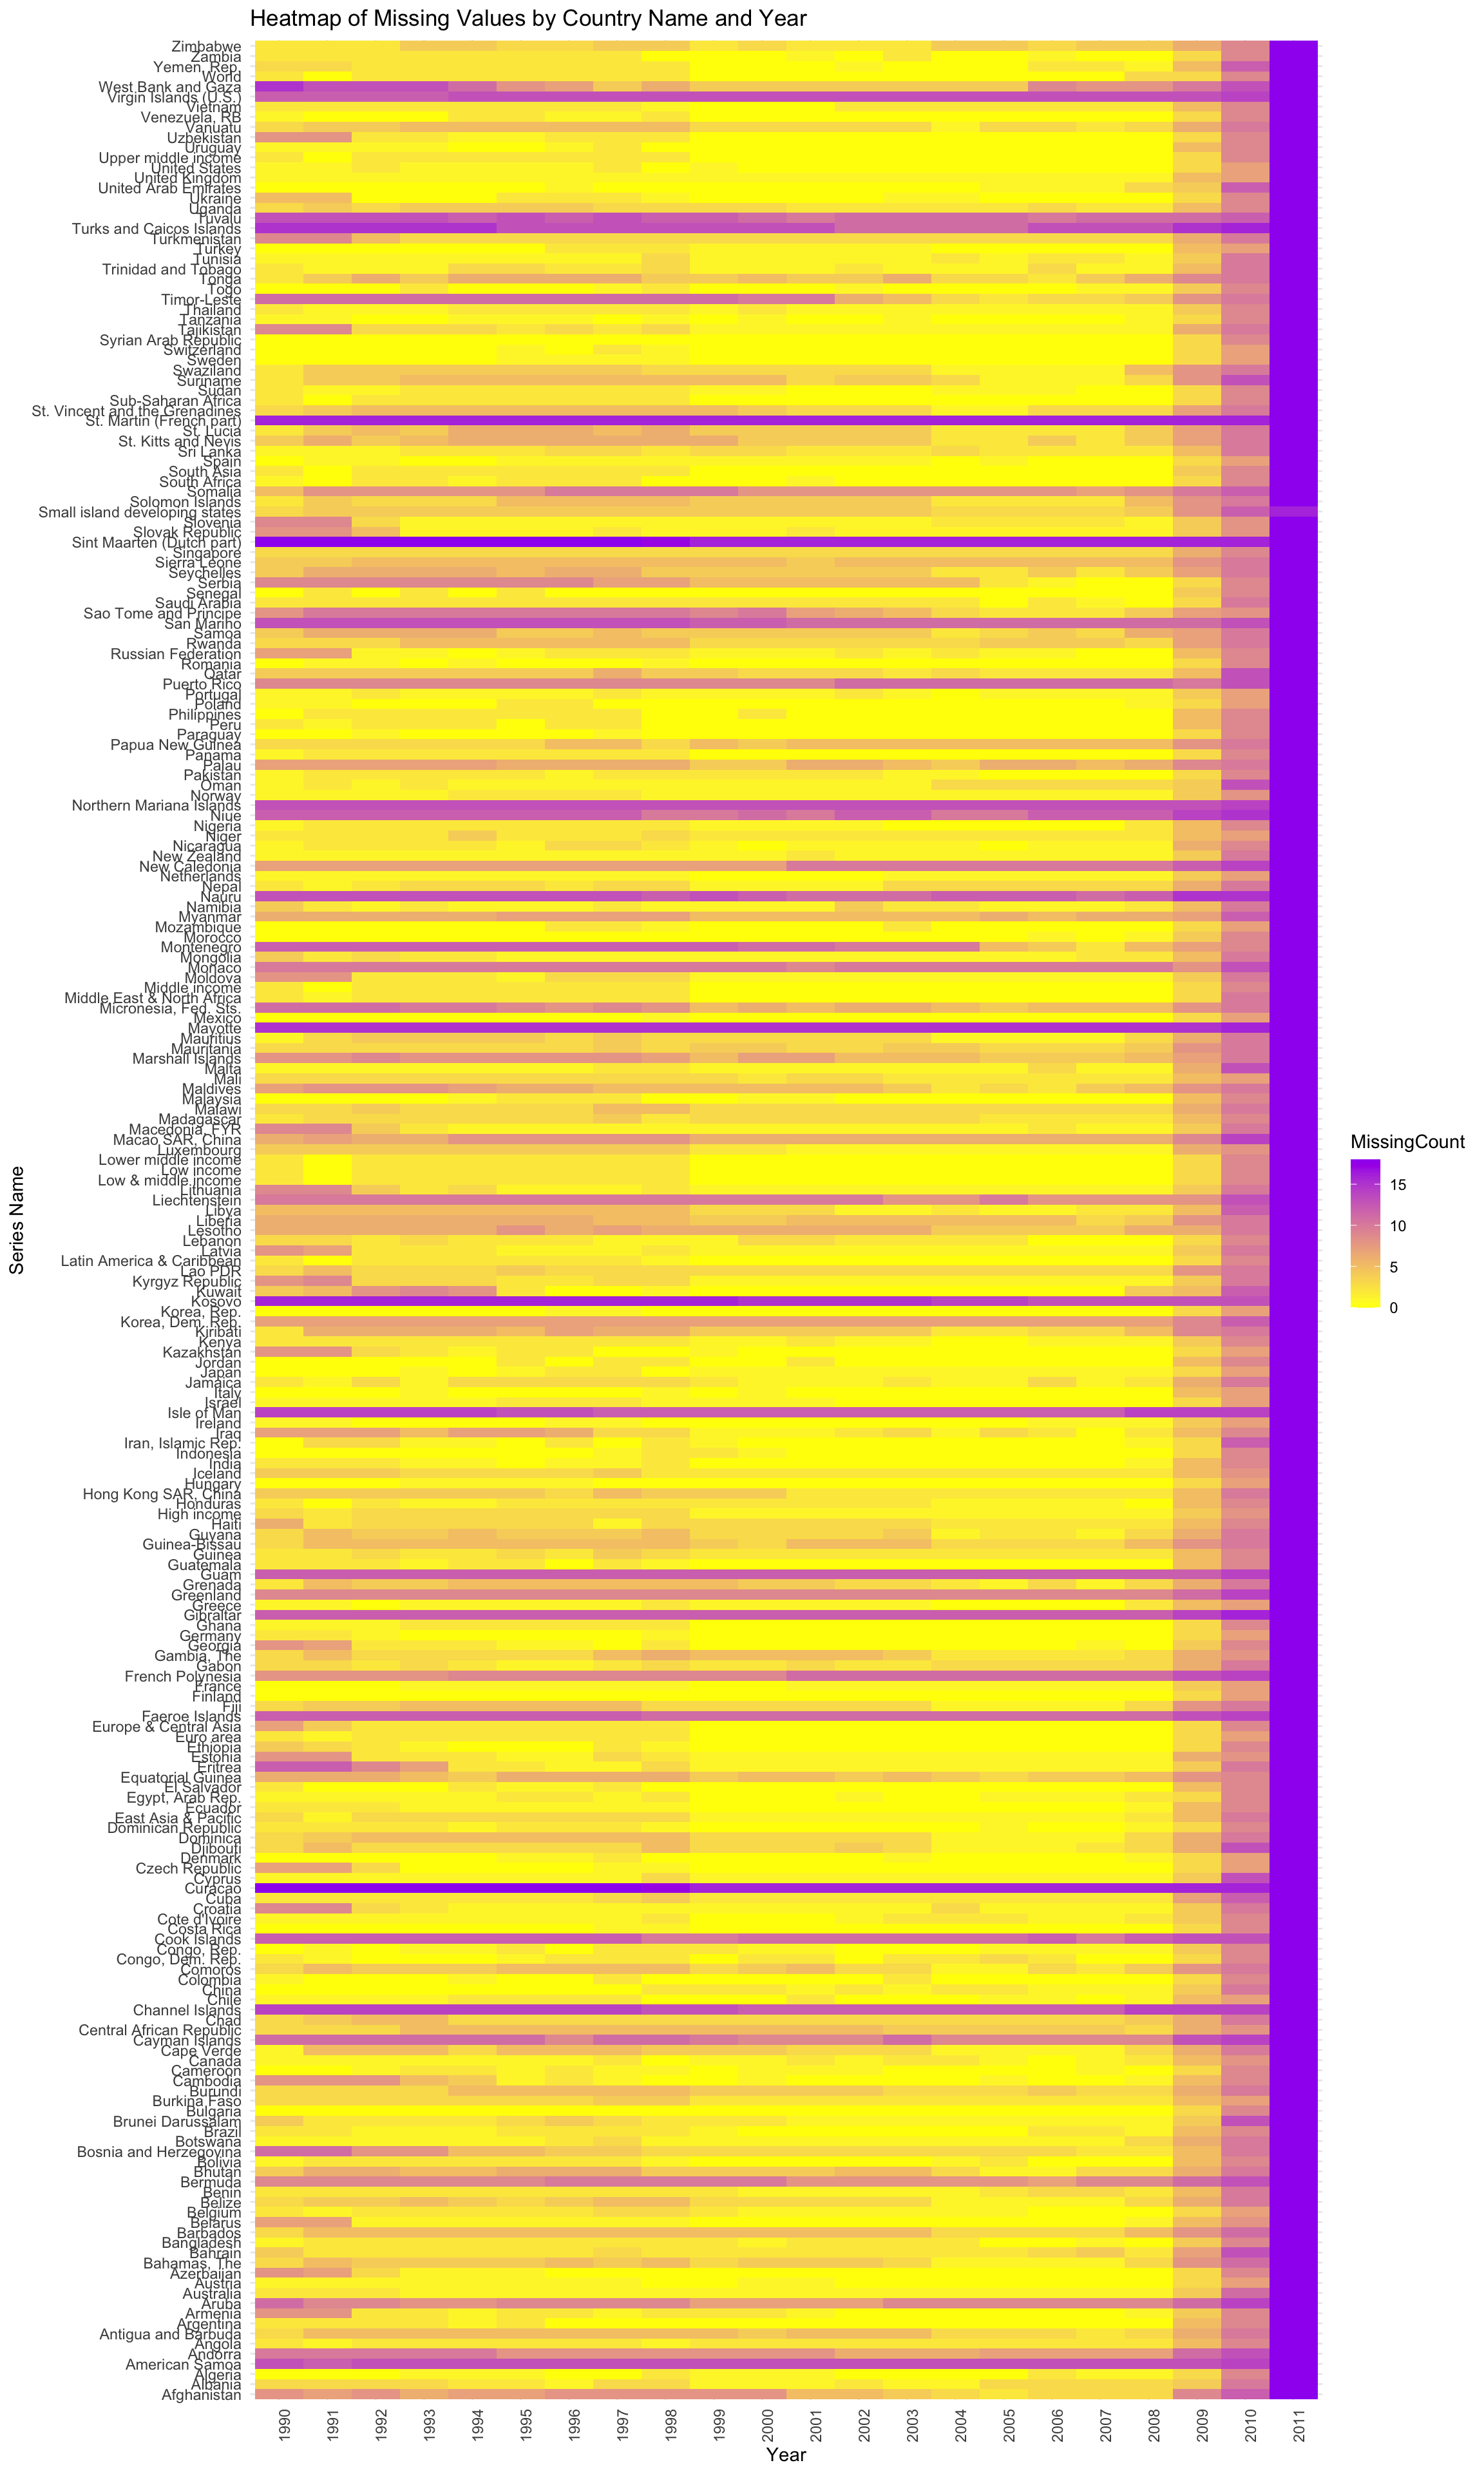 Heatmap of Missing Values by Country Name and Year
Zimbabwe
Zambia
Yemen, Rep.
World
West Bank and Gaza
Virgin Islands (U.S.)
Vietnam
Venezuela, RB
Vanuatu
Uzbekistan
Uruguay
Upper middle income
United States
United Kingdom
United Arab Emirates
Ukraine
Uganda
Tuvalu
Turks and Caicos Islands
Turkmenistan
Turkey
Tunisia
Trinidad and Tobago
Tonga
Togo
Timor-Leste
Thailand
Tanzania
Tajikistan
Syrian Arab Republic
Switzerland
Sweden
Swaziland
Suriname
Sudan
Sub-Saharan Africa
St. Vincent and the Grenadines
St. Martin (French part)
St. Lucia
St. Kitts and Nevis
Sri Lanka
Spain
South Asia
South Africa
Somalia
Solomon Islands
Small island developing states
Slovenia
Slovak Republic
Sint Maarten (Dutch part)
Singapore
Sierra Leone
Seychelles
Serbia
Senegal
Saudi Arabia
Sao Tome and Principe
San Marino
Samoa
Rwanda
Russian Federation
Romania
Qatar
Puerto Rico
Portugal
Poland
Philippines
Peru
Paraguay
Papua New Guinea
Panama
Palau
Pakistan
Oman
Norway
Northern Mariana Islands
Niue
Nigeria
Niger
Nicaragua
New Zealand
New Caledonia
Netherlands
Nepal
Nauru
Namibia
Myanmar
Mozambique
Morocco
Montenegro
Mongolia
Monaco
Moldova
Middle income
Middle East & North Africa
Micronesia, Fed. Sts.
Mexico
Mayotte
Mauritius
Mauritania
Marshall Islands
Malta
Mali
Maldives
Malaysia
Malawi
Madagascar
Macedonia, FYR
Macao SAR, China
Luxembourg
Lower middle income
Low income
Low & middle income
Lithuania
Liechtenstein
Libya
Liberia
Lesotho
Lebanon
Latvia
Latin America & Caribbean
Lao PDR
Kyrgyz Republic
Kuwait
Kosovo
Korea, Rep.
Korea, Dem. Rep.
Kiribati
Kenya
Kazakhstan
Jordan
Japan
Jamaica
Italy
Israel
Isle of Man
Ireland
Iraq
Iran, Islamic Rep.
Indonesia
India
Iceland
Hungary
Hong Kong SAR, China
Honduras
High income
Haiti
Guyana
Guinea-Bissau
Guinea
Guatemala
Guam
Grenada
Greenland
Greece
Gibraltar
Ghana
Germany
Georgia
Gambia, The
Gabon
French Polynesia
France
Finland
Fiji
Faeroe Islands
Europe & Central Asia
Euro area
Ethiopia
Estonia
Eritrea
Equatorial Guinea
El Salvador
Egypt, Arab Rep.
Ecuador
East Asia & Pacific
Dominican Republic
Dominica
Djibouti
Denmark
Czech Republic
Cyprus
Curacao
Cuba
Croatia
Cote d'Ivoire
Costa Rica
Cook Islands
Congo, Rep.
Congo, Dem. Rep.
Comoros
Colombia
China
Chile
Channel Islands
Chad
Central African Republic
Cayman Islands
Cape Verde
Canada
Cameroon
Cambodia
Burundi
Burkina Faso
Bulgaria
Brunei Darussalam
Brazil
Botswana
Bosnia and Herzegovina
Bolivia
Bhutan
Bermuda
Benin
Belize
Belgium
Belarus
Barbados
Bangladesh
Bahrain
Bahamas, The
Azerbaijan
Austria
Australia
Aruba
Armenia
Argentina
Antigua and Barbuda
Angola
Andorra
American Samoa
Algeria
Albania
Afghanistan
Series Name
1990 1991 1992 1993 1994 1995 1996 1997 1998 1999 2000 2001 2002 2003 2004 2005 2006 2007 2008 2009 2010 2011
Year
MissingCount
15
10
5
0